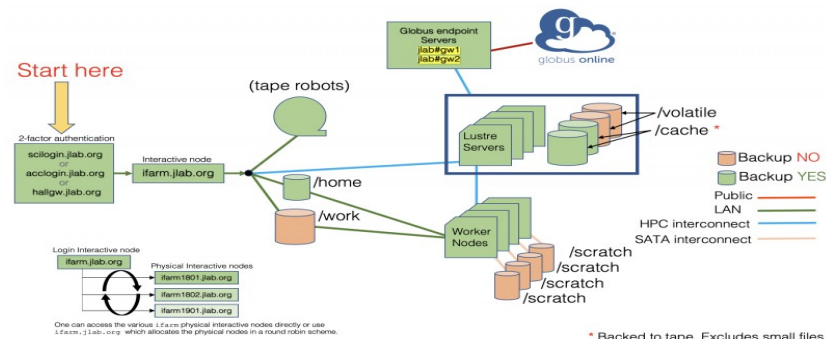 Globus endpoint
Servers
jlab#gw1
jlab#gw2
g
globus online
Start here
(tape robots)
2-factor authentication
scilogin.jlab.org
or
acclogin.jlab.org
or
hallgw.jlab.org
Interactive node
ifarm.jlab.org
Lustre
Servers
/volatile
/cache *
/home
/work
Backup NO
Backup YES
Public
LAN
HPC interconnect
SATA interconnect
Worker
Nodes
/scratch
/scratch
/scratch
/scratch
Login Interactive node
ifarm.jlab.org
Physical Interactive nodes
ifarm1801.jlab.org
ifarm1802.jlab.org
ifarm1901.jlab.org
One can access the various ifarm physical interactive nodes directly or use
ifarm.jlab.org which allocates the physical nodes in a round robin scheme.
* Backed to tape. Excludes small files